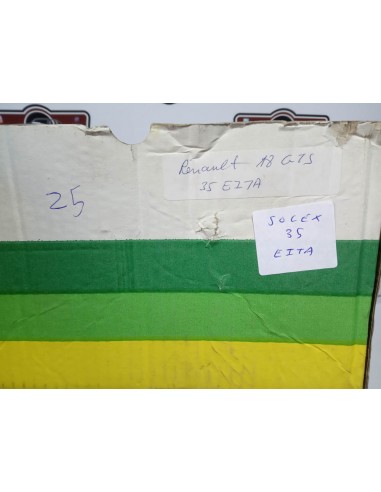 Renault 18 GTS
35 EITA
25
SOLEX
35
EITA